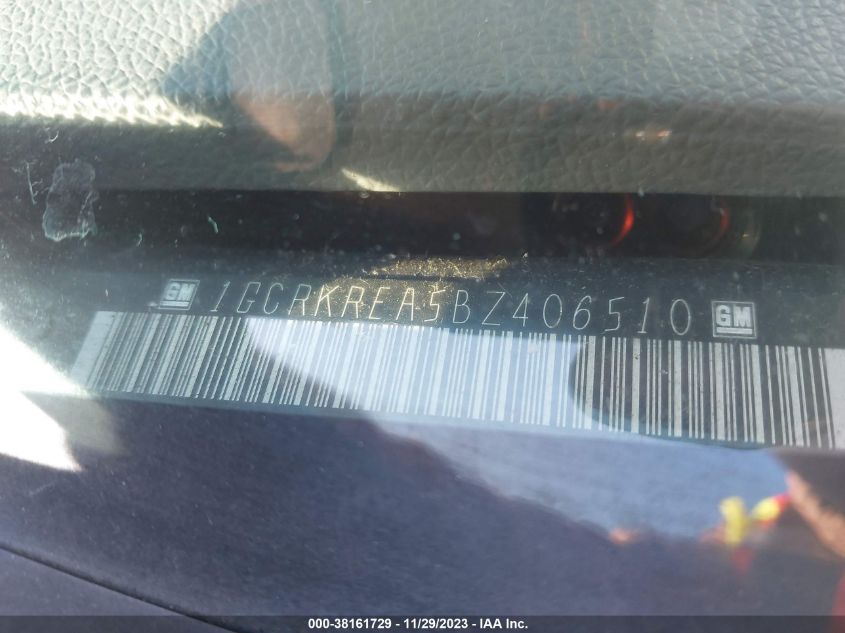 GM 1GCRKREA5BZ406510 GM
000-38161729 | 11/29/2023 - IAA Inc.